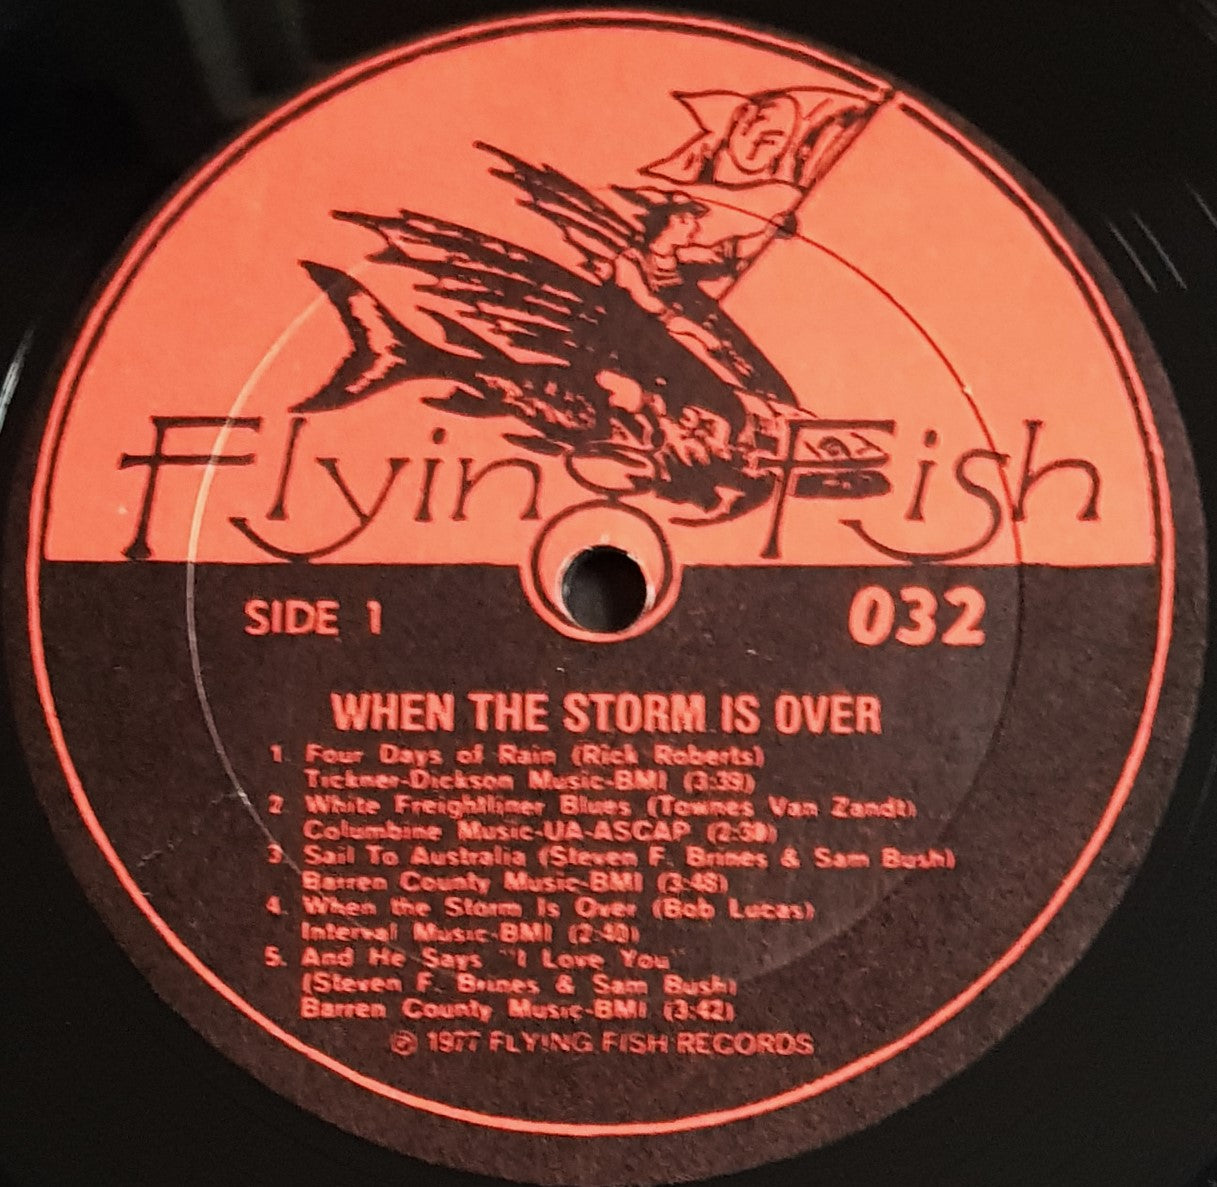 Flying Fish
SIDE 1
032
WHEN THE STORM IS OVER
1. Four Days of Rain (Rick Roberts)
Tickner-Dickson Music-BMI (3:39)
2. White Freightliner Blues (Townes Van Zandt)
Columbine Music-UA-ASCAP
3. Sail To Australia (Steven F. Brines & Sam Bush)
Barren County Music-BMI (3:48)
4. When the Storm Is Over (Bob Lucas)
Interval Music-BMI (2:40)
5. And He Says "I Love You"
(Steven F. Brines & Sam Bush)
Barren County Music-BMI (3:42)
℗ 1977 FLYING FISH RECORDS